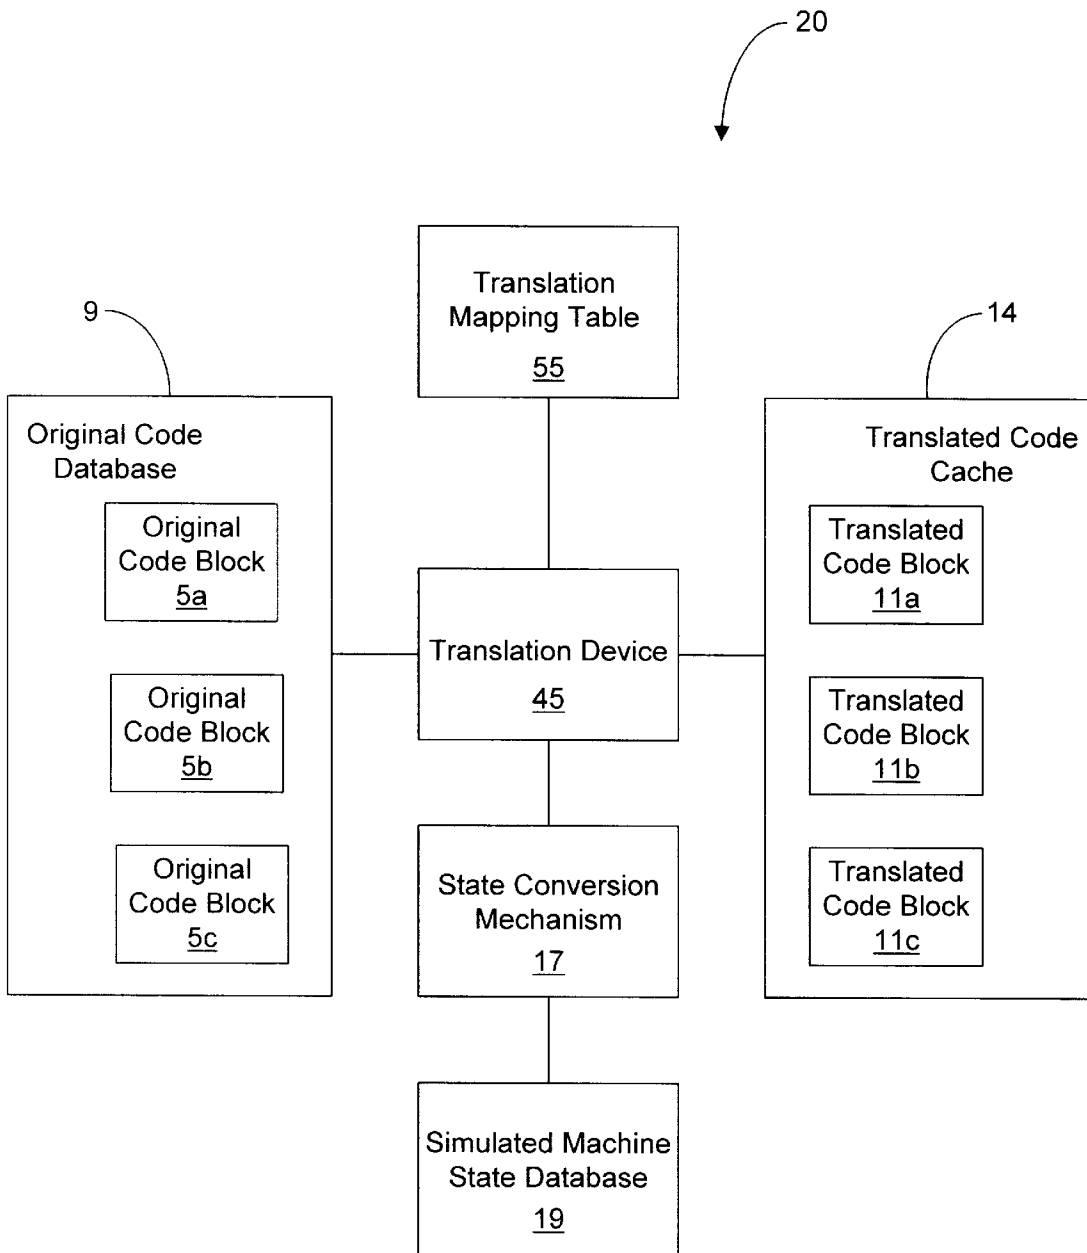 20
Translation
Mapping Table
55
9
14
Original Code
Database
Translated Code
Cache
Original
Code Block
5a
Translated
Code Block
11a
Translation Device
45
Original
Code Block
5b
Translated
Code Block
11b
Original
Code Block
5c
State Conversion
Mechanism
17
Translated
Code Block
11c
Simulated Machine
State Database
19